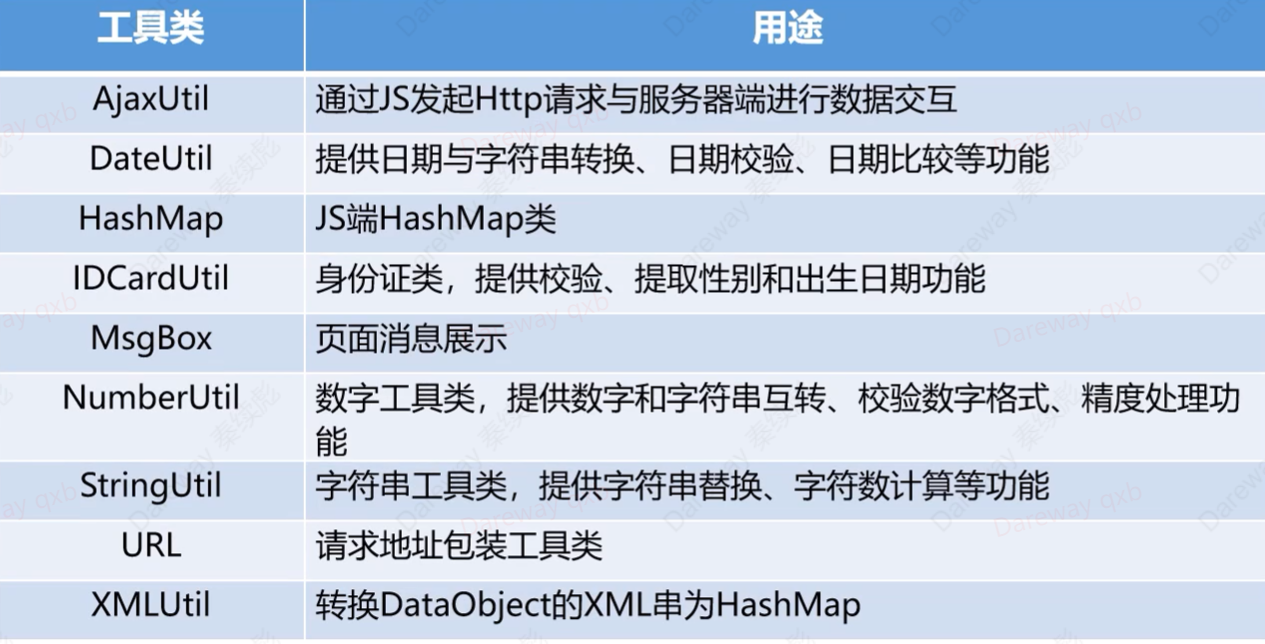 工具类 用途
AjaxUtil 通过JS发起Http请求与服务器端进行数据交互
DateUtil 提供日期与字符串转换、日期校验、日期比较等功能
HashMap JS端HashMap类
IDCardUtil 身份证类，提供校验、提取性别和出生日期功能
MsgBox 页面消息展示
NumberUtil 数字工具类，提供数字和字符串互转、校验数字格式、精度处理功
能
StringUtil 字符串工具类，提供字符串替换、字符数计算等功能
URL 请求地址包装工具类
XMLUtil 转换DataObject的XML串为HashMap
Dareway qxb
Dareway 秦续彪